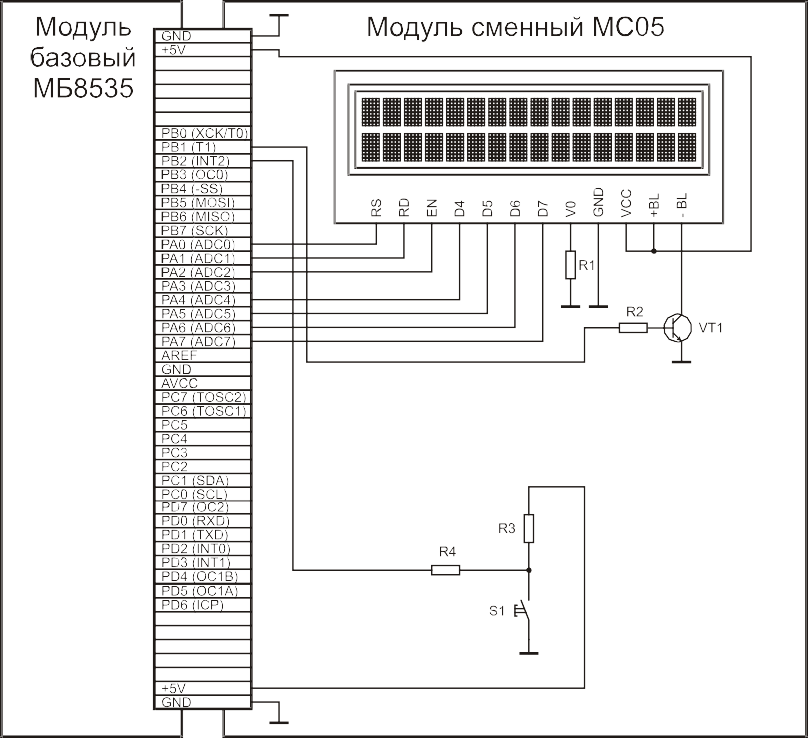 Модуль
базовый
МБ8535
Модуль сменный МС05
GND
+5V
PB0 (XCK/T0)
PB1 (T1)
PB2 (INT2)
PB3 (OC0)
PB4 (-SS)
PB5 (MOSI)
PB6 (MISO)
PB7 (SCK)
PA0 (ADC0)
PA1 (ADC1)
PA2 (ADC2)
PA3 (ADC3)
PA4 (ADC4)
PA5 (ADC5)
PA6 (ADC6)
PA7 (ADC7)
AREF
GND
AVCC
PC7 (TOSC2)
PC6 (TOSC1)
PC5
PC4
PC3
PC2
PC1 (SDA)
PC0 (SCL)
PD7 (OC2)
PD0 (RXD)
PD1 (TXD)
PD2 (INT0)
PD3 (INT1)
PD4 (OC1B)
PD5 (OC1A)
PD6 (ICP)
+5V
GND
RS
RD
EN
D4
D5
D6
D7
V0
GND
VCC
+BL
- BL
R1
R2
VT1
R3
R4
S1